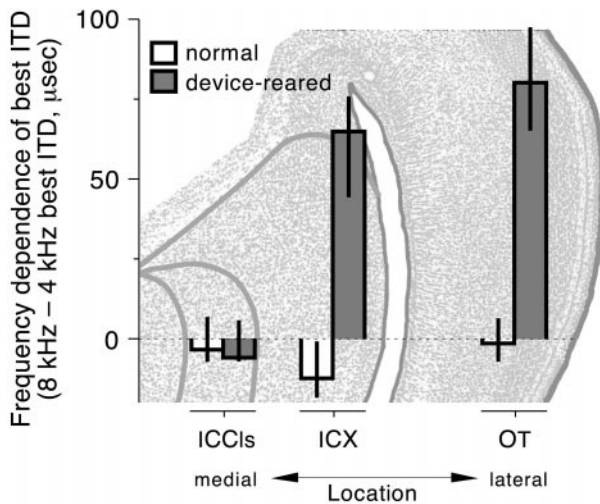 Frequency dependence of best ITD
(8 kHz – 4 kHz best ITD, μsec)
100
50
0
normal
device-reared
ICCls
ICX
OT
medial
lateral
Location